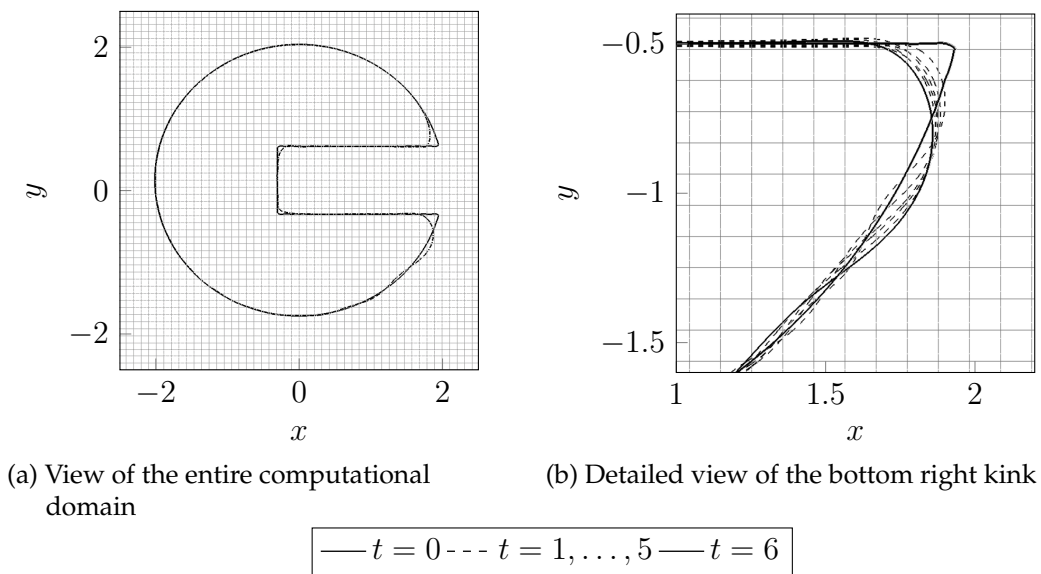 2
0
−2
y
−2
0
2
x
(a) View of the entire computational
domain
−0.5
−1
−1.5
y
1
1.5
2
x
(b) Detailed view of the bottom right kink
t = 0 t = 1, . . . , 5 t = 6